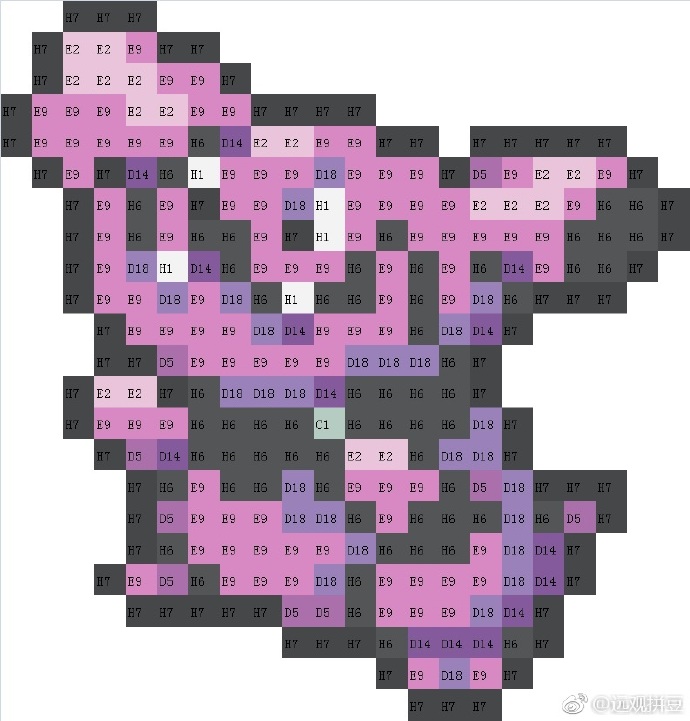 H7 H7 H7
H7 E2 E2 E9 H7 H7
H7 E2 E2 E2 E9 E9 H7
H7 E9 E9 E9 E2 E2 E9 E9 H7 H7 H7 H7
H7 E9 E9 E9 E9 E9 H6 D14 E2 E2 E9 E9 H7 H7 H7 H7 H7 H7 H7
H7 E9 H7 D14 H6 H1 E9 E9 E9 D18 E9 E9 E9 H7 D5 E9 E2 E2 E9 H7
H7 E9 H6 E9 H7 E9 E9 D18 H1 E9 E9 E9 E9 E2 E2 E2 E9 H6 H6 H7
H7 E9 H6 E9 H6 H6 E9 H7 H1 E9 H6 E9 E9 E9 E9 E9 H6 H6 H6 H7
H7 E9 D18 H1 D14 H6 E9 E9 E9 H6 E9 H6 E9 H6 D14 E9 H6 H6 H7
H7 E9 E9 D18 E9 D18 H6 H1 H6 H6 E9 H6 E9 D18 H6 H7 H7 H7
H7 E9 E9 E9 E9 D18 D14 E9 E9 E9 H6 D18 D14 H7
H7 H7 D5 E9 E9 E9 E9 E9 D18 D18 D18 H6 H7
H7 E2 E2 H7 H6 D18 D18 D18 D14 H6 H6 H6 H6 H7
H7 E9 E9 E9 H6 H6 H6 H6 C1 H6 H6 H6 H6 D18 H7
H7 D5 D14 H6 H6 H6 H6 H6 E2 E2 H6 D18 D18 H7
H7 H6 E9 H6 H6 D18 H6 E9 E9 E9 H6 D5 D18 H7 H7 H7
H7 D5 E9 E9 E9 D18 D18 H6 E9 H6 H6 H6 D18 H6 D5 H7
H7 H6 E9 E9 E9 E9 E9 D18 H6 H6 H6 E9 D18 D14 H7
H7 E9 D5 H6 E9 E9 E9 D18 H6 E9 E9 E9 E9 D18 D14 H7
H7 H7 H7 H7 H7 D5 D5 H6 E9 E9 E9 D18 D14 H7
H7 H7 H7 H6 D14 D14 D14 H6 H7
H7 E9 D18 E9 H7
H7 H7 H7
@远观拼豆